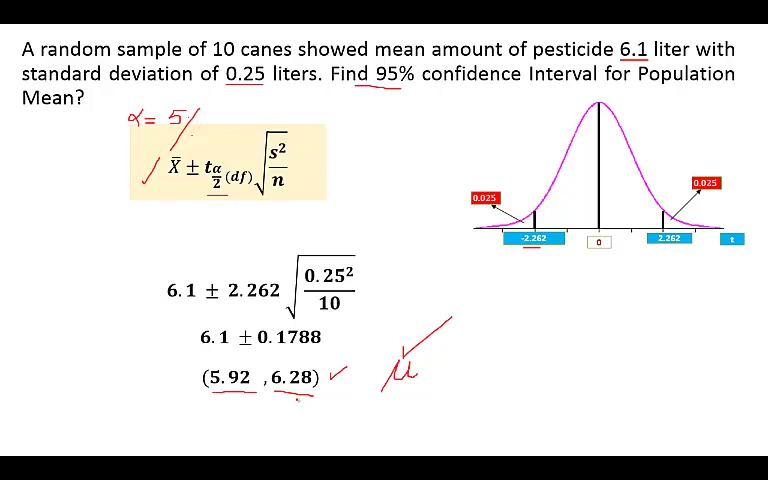 A random sample of 10 canes showed mean amount of pesticide 6.1 liter with
standard deviation of 0.25 liters. Find 95% confidence Interval for Population
Mean?
α = 5%
X̄ ± tα/2 (df) √(s²/n)
0.025
0.025
-2.262
0
2.262
t
6.1 ± 2.262 √(0.25²/10)
6.1 ± 0.1788
(5.92 ,6.28)
μ